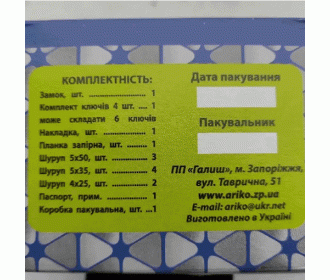 КОМПЛЕКТНІСТЬ:
Замок, шт. ................... 1
Комплект ключів 4 шт. .... 1
може складати 6 ключів
Накладка, шт. .............. 1
Планка запірна, шт. ...... 1
Шуруп 5х50, шт. ............ 3
Шуруп 5х35, шт. ............ 4
Шуруп 4х25, шт. ............ 2
Паспорт, прим. ............. 1
Коробка пакувальна, шт. ...1
Дата пакування
Пакувальник
ПП «Галиш», м. Запоріжжя,
вул. Таврична, 51
www.ariko.zp.ua
E-mail: ariko@ukr.net
Виготовлено в Україні